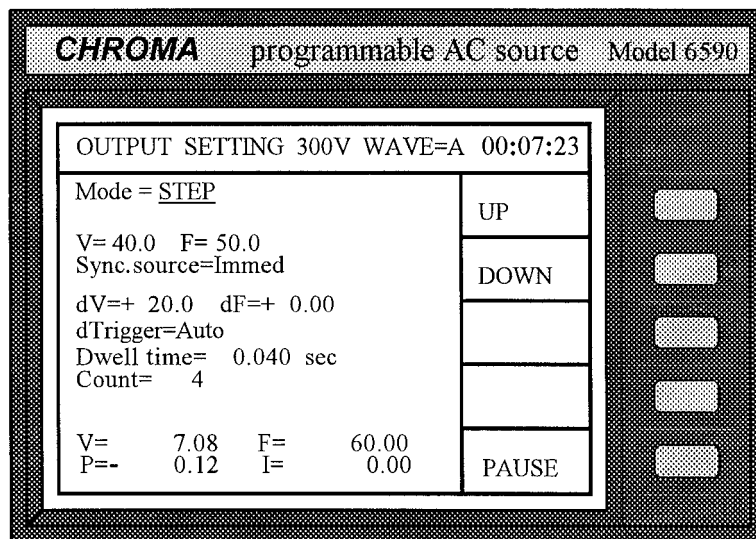 CHROMA programmable AC source Model 6590
OUTPUT SETTING 300V WAVE=A 00:07:23
Mode = STEP
UP
V= 40.0 F= 50.0
Sync.source=Immed
DOWN
dV=+ 20.0 dF=+ 0.00
dTrigger=Auto
Dwell time= 0.040 sec
Count= 4
V= 7.08 F= 60.00
P=- 0.12 I= 0.00
PAUSE